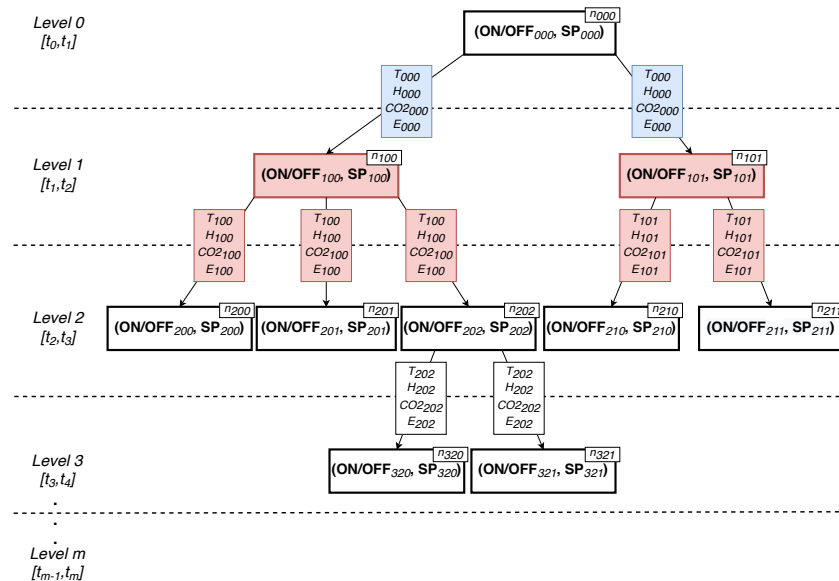 Level 0
[t0,t1]
n000
(ON/OFF000, SP000)
T000
H000
CO2000
E000
T000
H000
CO2000
E000
Level 1
[t1,t2]
n100
(ON/OFF100, SP100)
n101
(ON/OFF101, SP101)
T100
H100
CO2100
E100
T100
H100
CO2100
E100
T100
H100
CO2100
E100
T101
H101
CO2101
E101
T101
H101
CO2101
E101
Level 2
[t2,t3]
n200
(ON/OFF200, SP200)
n201
(ON/OFF201, SP201)
n202
(ON/OFF202, SP202)
n210
(ON/OFF210, SP210)
n211
(ON/OFF211, SP211)
T202
H202
CO2202
E202
T202
H202
CO2202
E202
Level 3
[t3,t4]
n320
(ON/OFF320, SP320)
n321
(ON/OFF321, SP321)
.
.
.
Level m
[tm-1,tm]